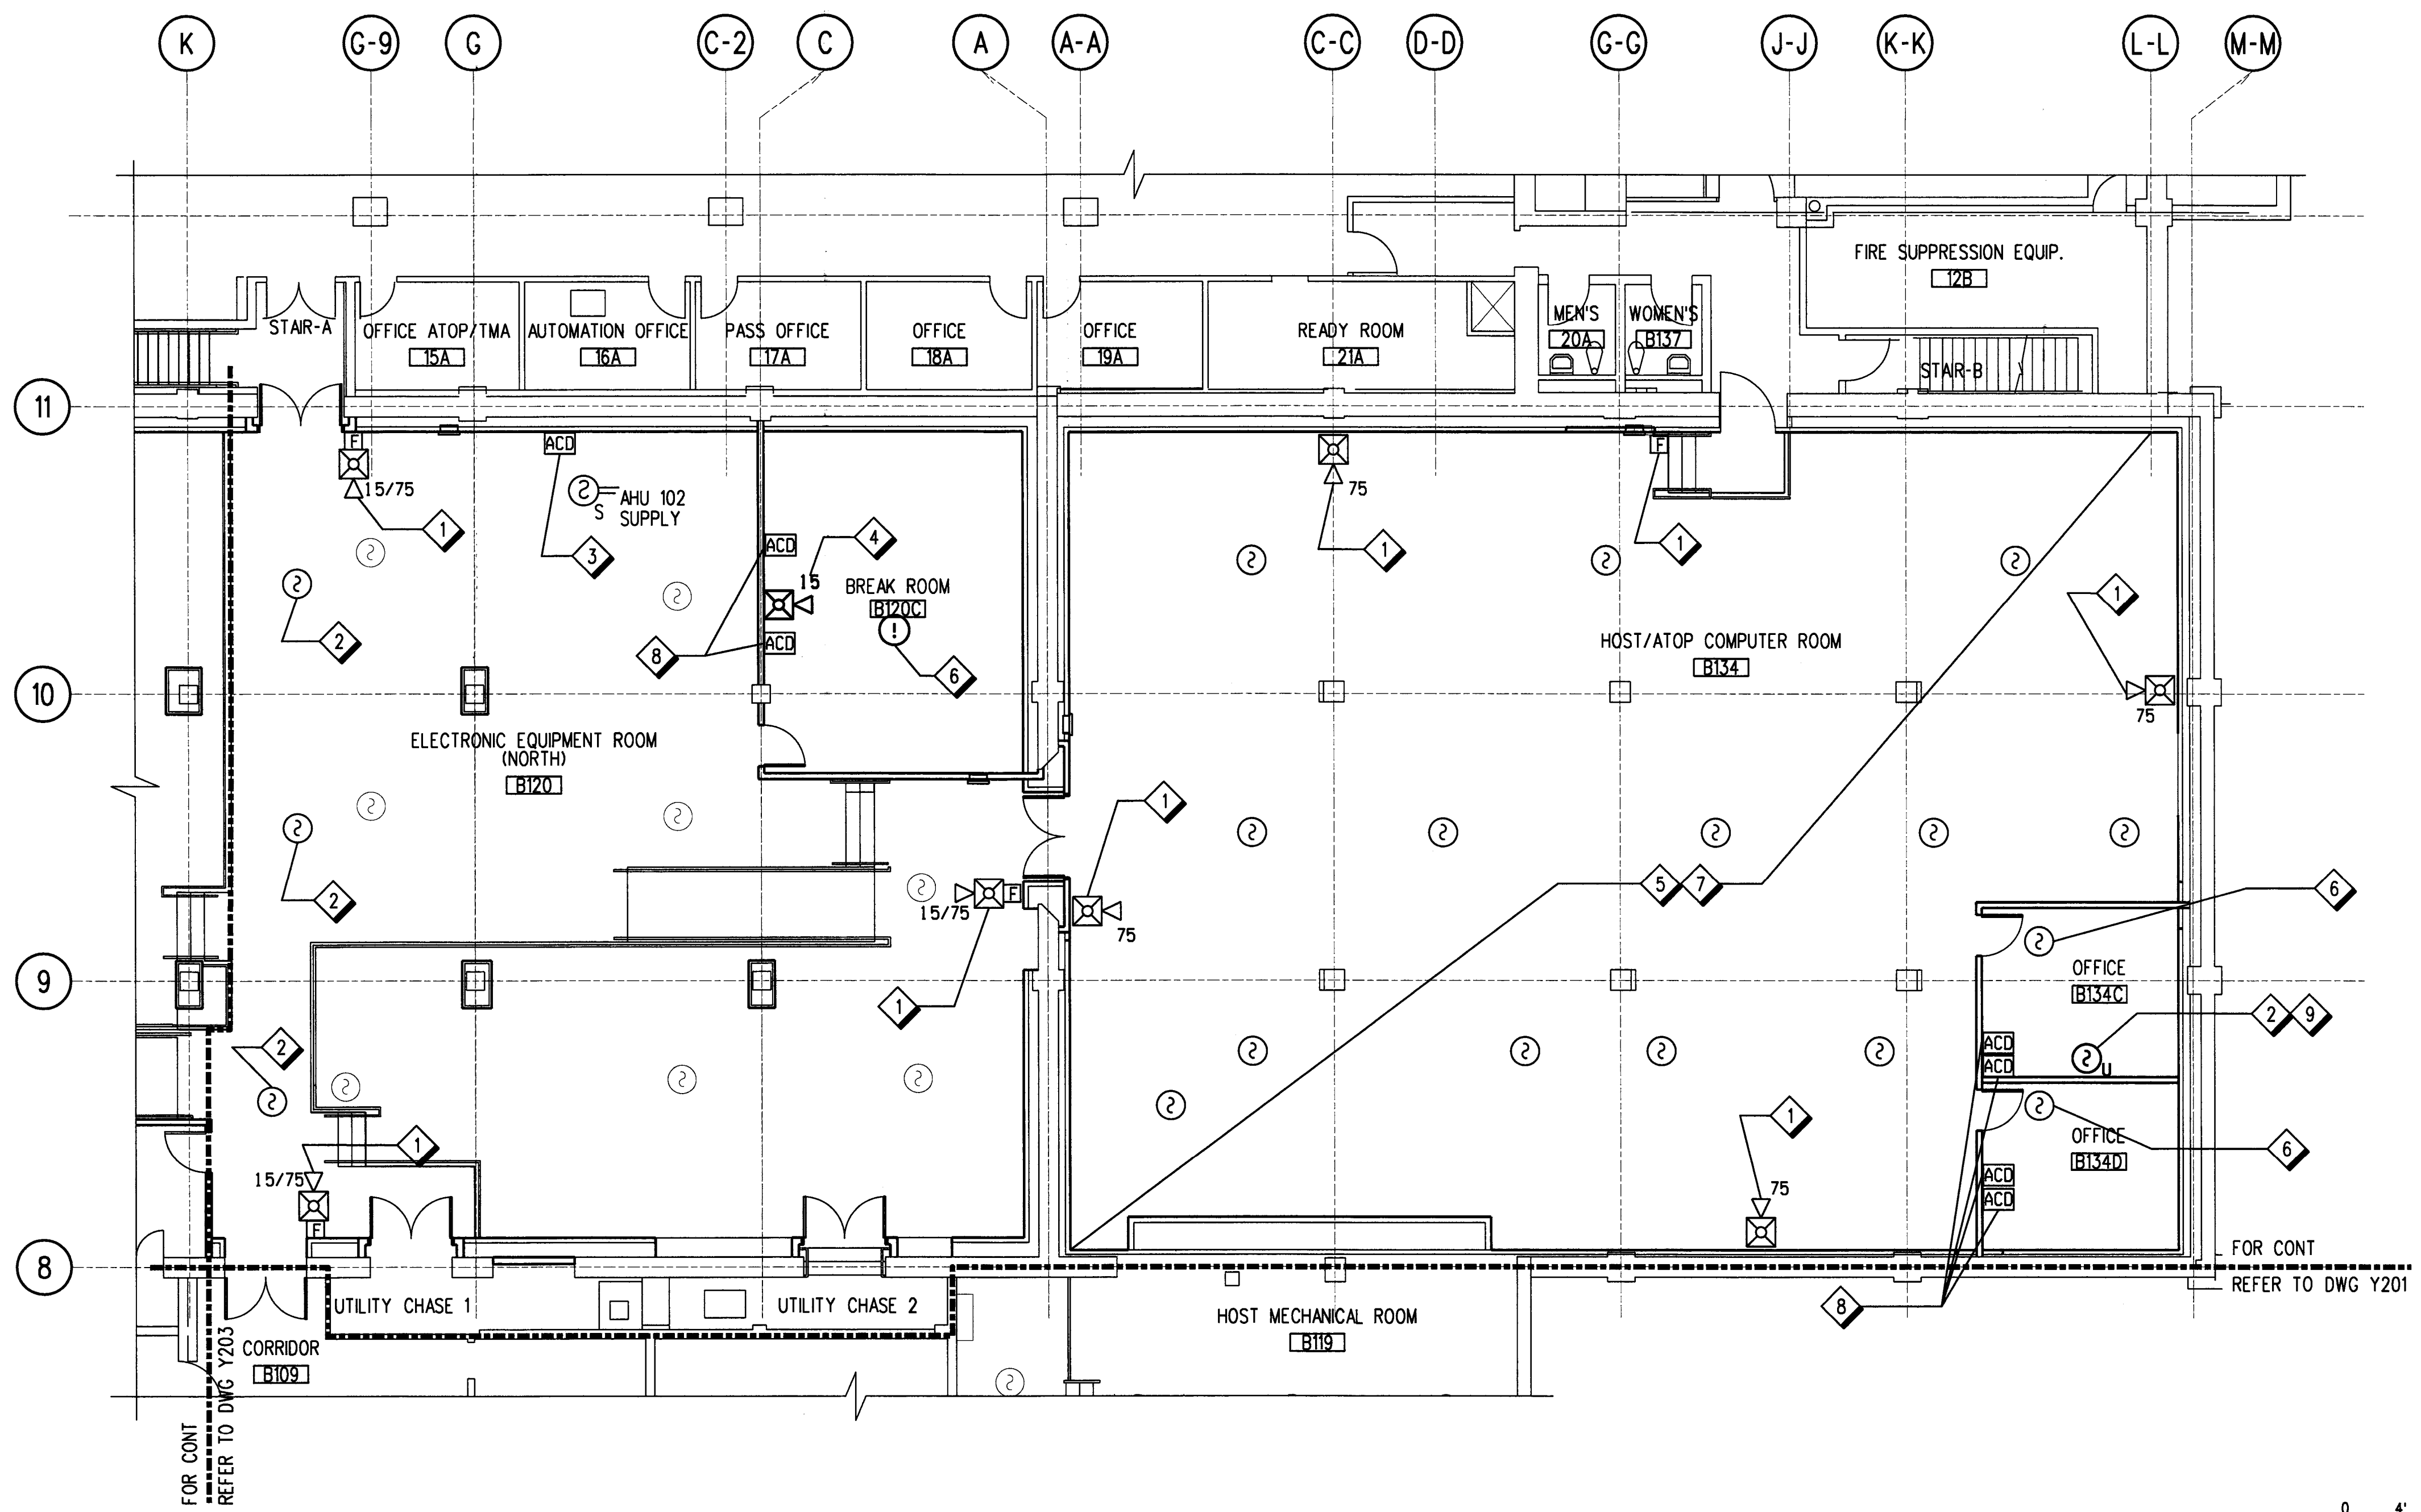 K
G-9
G
C-2
C
A
A-A
C-C
D-D
G-G
J-J
K-K
L-L
M-M
FIRE SUPPRESSION EQUIP.
12B
STAIR-A
OFFICE ATOP/TMA
15A
AUTOMATION OFFICE
16A
PASS OFFICE
17A
OFFICE
18A
OFFICE
19A
READY ROOM
21A
MEN'S
20A
WOMEN'S
B137
STAIR-B
11
F
15/75
1
ACD
3
S
S
AHU 102
SUPPLY
S
S
2
S
ACD
4
15
BREAK ROOM
B120C
!
ACD
8
6
75
1
F
1
S
S
S
1
HOST/ATOP COMPUTER ROOM
B134
75
10
ELECTRONIC EQUIPMENT ROOM
(NORTH)
B120
S
S
S
2
1
S
S
S
S
S
S
15/75
F
75
1
5
7
6
S
9
OFFICE
B134C
2
9
S
U
ACD
ACD
2
S
S
S
S
S
S
S
S
S
S
6
OFFICE
B134D
ACD
ACD
1
15/75
F
1
75
8
8
UTILITY CHASE 1
UTILITY CHASE 2
HOST MECHANICAL ROOM
B119
S
CORRIDOR
B109
FOR CONT
REFER TO DWG Y201
FOR CONT
REFER TO DWG Y203
0 4'